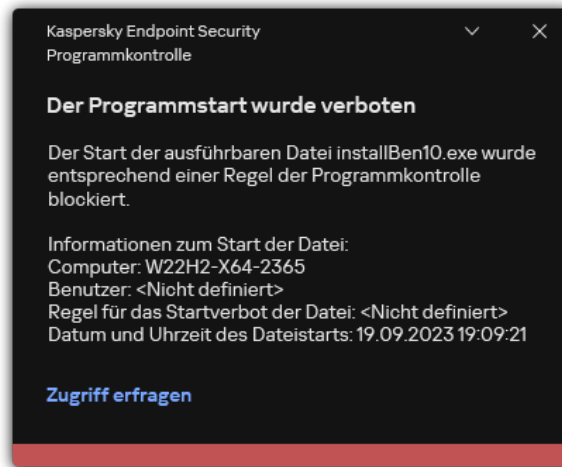 Kaspersky Endpoint Security
Programmkontrolle
Der Programmstart wurde verboten
Der Start der ausführbaren Datei installBen10.exe wurde
entsprechend einer Regel der Programmkontrolle
blockiert.
Informationen zum Start der Datei:
Computer: W22H2-X64-2365
Benutzer: <Nicht definiert>
Regel für das Startverbot der Datei: <Nicht definiert>
Datum und Uhrzeit des Dateistarts: 19.09.2023 19:09:21
Zugriff erfragen